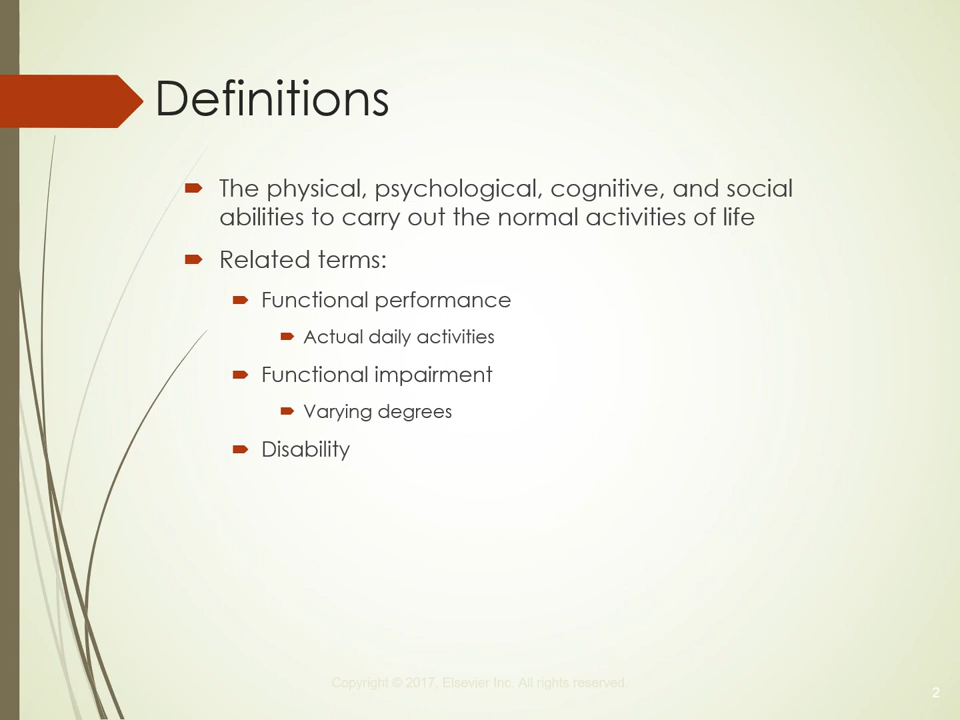 Definitions
The physical, psychological, cognitive, and social
abilities to carry out the normal activities of life
Related terms:
Functional performance
Actual daily activities
Functional impairment
Varying degrees
Disability
Copyright © 2017, Elsevier Inc. All rights reserved.
2